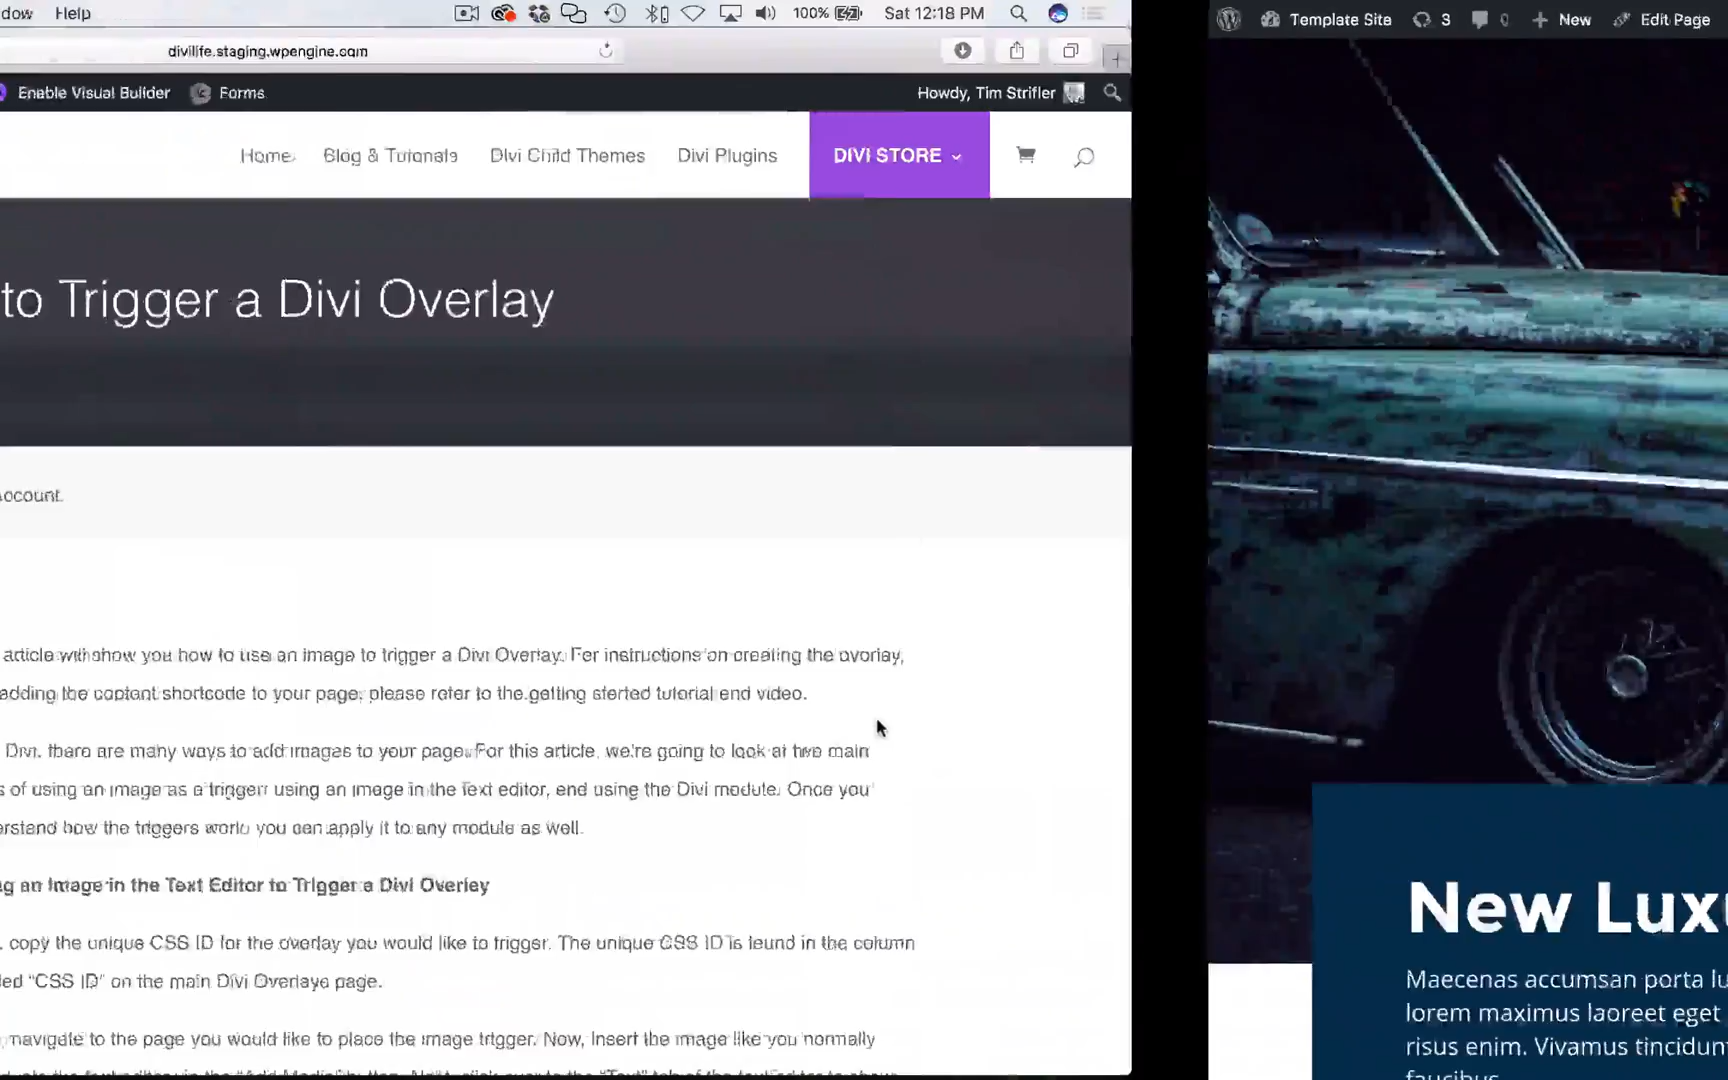 dow Help 100% Sat 12:18 PM
divilife.staging.wpengine.com
Enable Visual Builder Forms Howdy, Tim Strifler
Home Blog & Tutorials Divi Child Themes Divi Plugins DIVI STORE
to Trigger a Divi Overlay
Account.
article will show you how to use an image to trigger a Divi Overlay. For instructions on creating the overlay,
adding the content shortcode to your page, please refer to the getting started tutorial and video.
Divi, there are many ways to add images to your page. For this article, we're going to look at two main
s of using an image as a trigger: using an image in the Text editor, and using the Divi module. Once you
erstand how the triggers work, you can apply it to any module as well.
g an Image in the Text Editor to Trigger a Divi Overlay
copy the unique CSS ID for the overlay you would like to trigger. The unique CSS ID is found in the column
led “CSS ID” on the main Divi Overlays page.
navigate to the page you would like to place the image trigger. Now, Insert the image like you normally
Template Site 3 0 New Edit Page
New Luxu
Maecenas accumsan porta lu
lorem maximus laoreet eget
risus enim. Vivamus tincidunt
faucibus